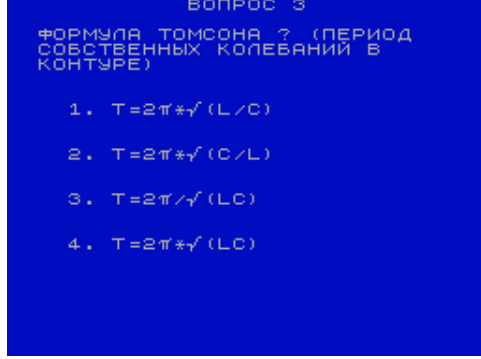 ВОПРОС 3
ФОРМУЛА ТОМСОНА ? (ПЕРИОД
СОБСТВЕННЫХ КОЛЕБАНИЙ В
КОНТУРЕ)
1. T=2π*√(L/C)
2. T=2π*√(C/L)
3. T=2π/√(LC)
4. T=2π*√(LC)